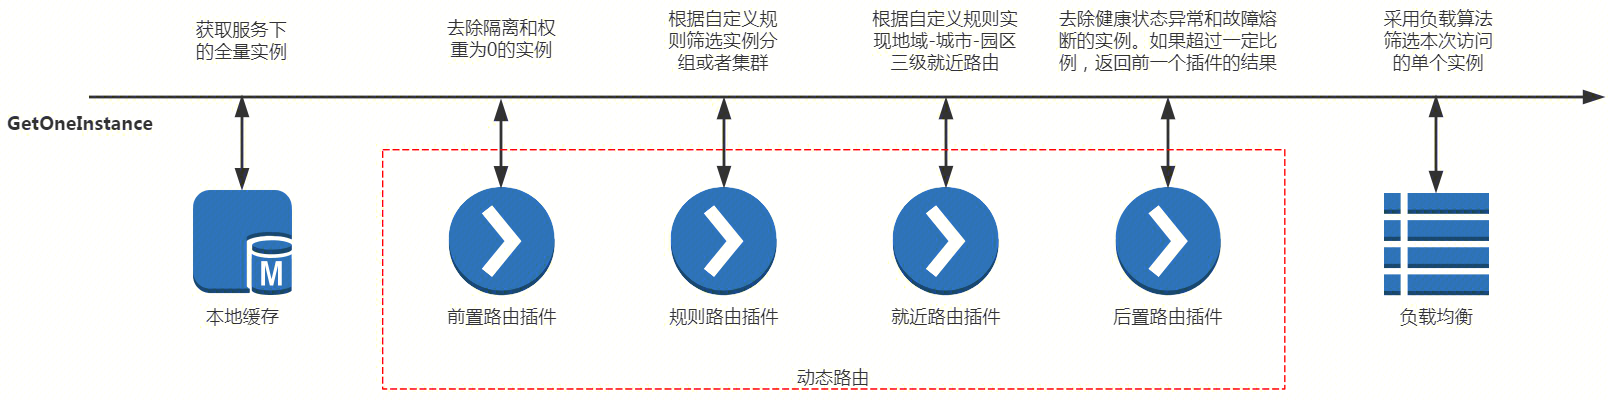 获取服务下
的全量实例
去除隔离和权
重为0的实例
根据自定义规
则筛选实例分
组或者集群
根据自定义规则实
现地域-城市-园区
三级就近路由
去除健康状态异常和故障熔
断的实例。如果超过一定比
例，返回前一个插件的结果
采用负载算法
筛选本次访问
的单个实例
GetOneInstance
M
本地缓存
前置路由插件
规则路由插件
就近路由插件
后置路由插件
负载均衡
动态路由